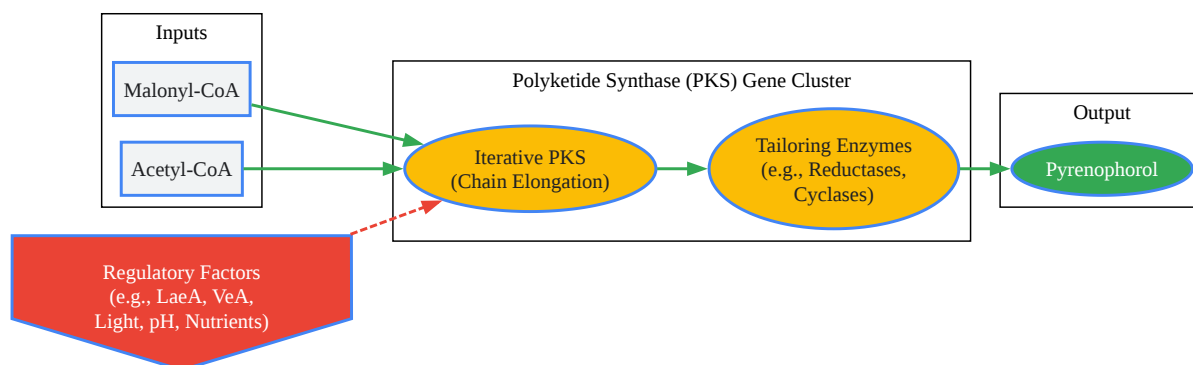 Inputs
Malonyl-CoA
Acetyl-CoA
Polyketide Synthase (PKS) Gene Cluster
Iterative PKS
(Chain Elongation)
Tailoring Enzymes
(e.g., Reductases,
Cyclases)
Output
Pyrenophorol
Regulatory Factors
(e.g., LaeA, VeA,
Light, pH, Nutrients)